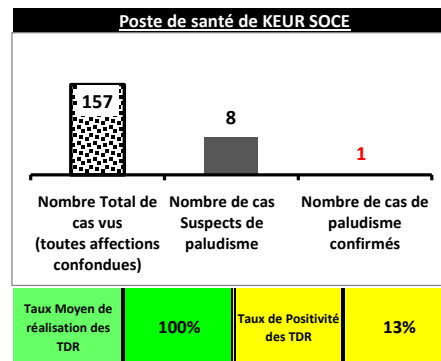 Poste de santé de KEUR SOCE
157
8
1
Nombre Total de
cas vus
(toutes affections
confondues)
Nombre de cas
Suspects de
paludisme
Nombre de cas de
paludisme
confirmés
Taux Moyen de
réalisation des
TDR
100%
Taux de Positivité
des TDR
13%